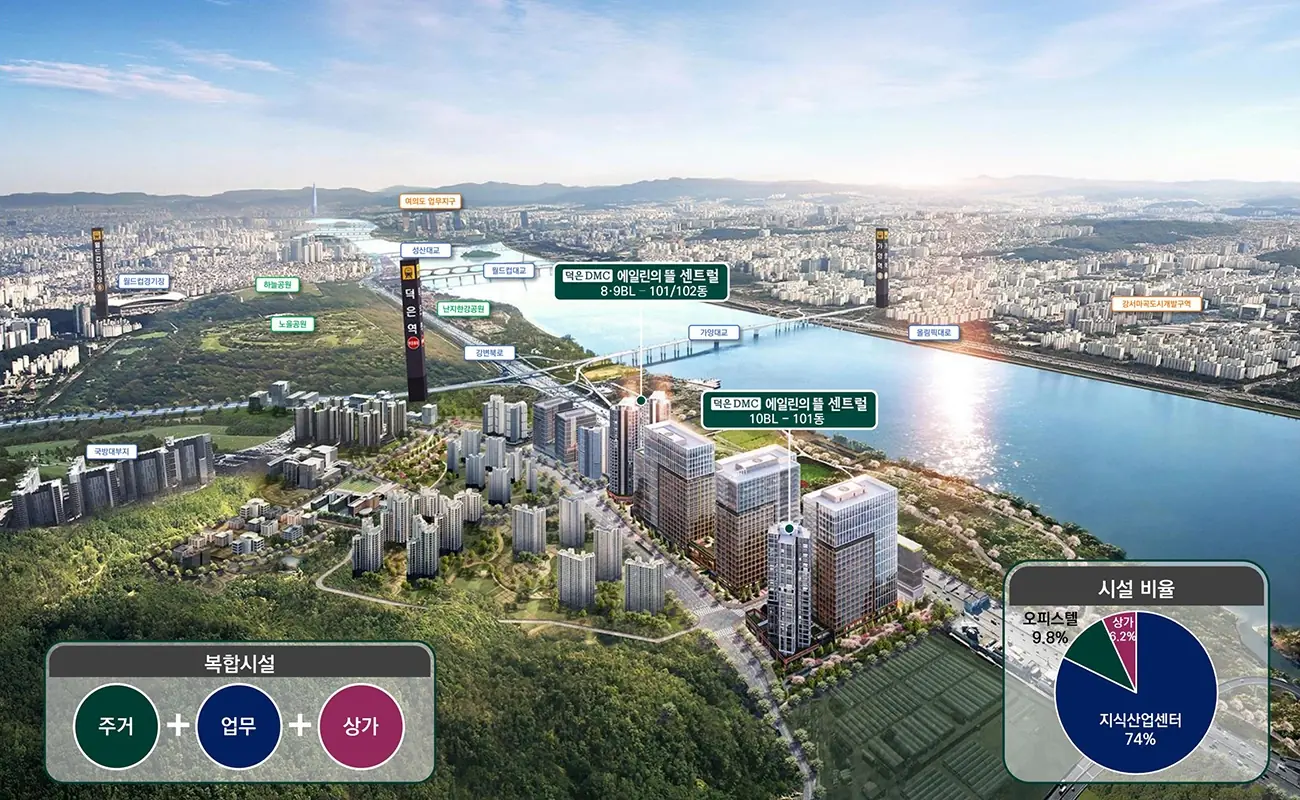 여의도 업무지구
성산대교
월드컵대교
월드컵경기장
하늘공원
노을공원
난지한강공원
강변북로
덕은역
가양역
가양대교
올림픽대로
강서마곡도시개발구역
국방대부지
덕은DMC 에일린의 뜰 센트럴
8·9BL – 101/102동
덕은DMC 에일린의 뜰 센트럴
10BL – 101동
복합시설
주거 + 업무 + 상가
시설 비율
오피스텔
9.8%
상가
6.2%
지식산업센터
74%